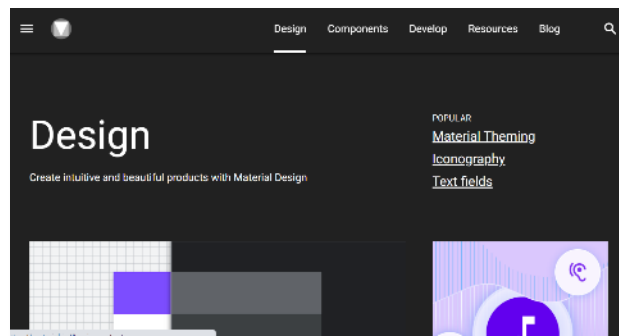 Design Components Develop Resources Blog
POPULAR
Design
Material Theming
Iconography
Create intuitive and beautiful products with Material Design
Text fields